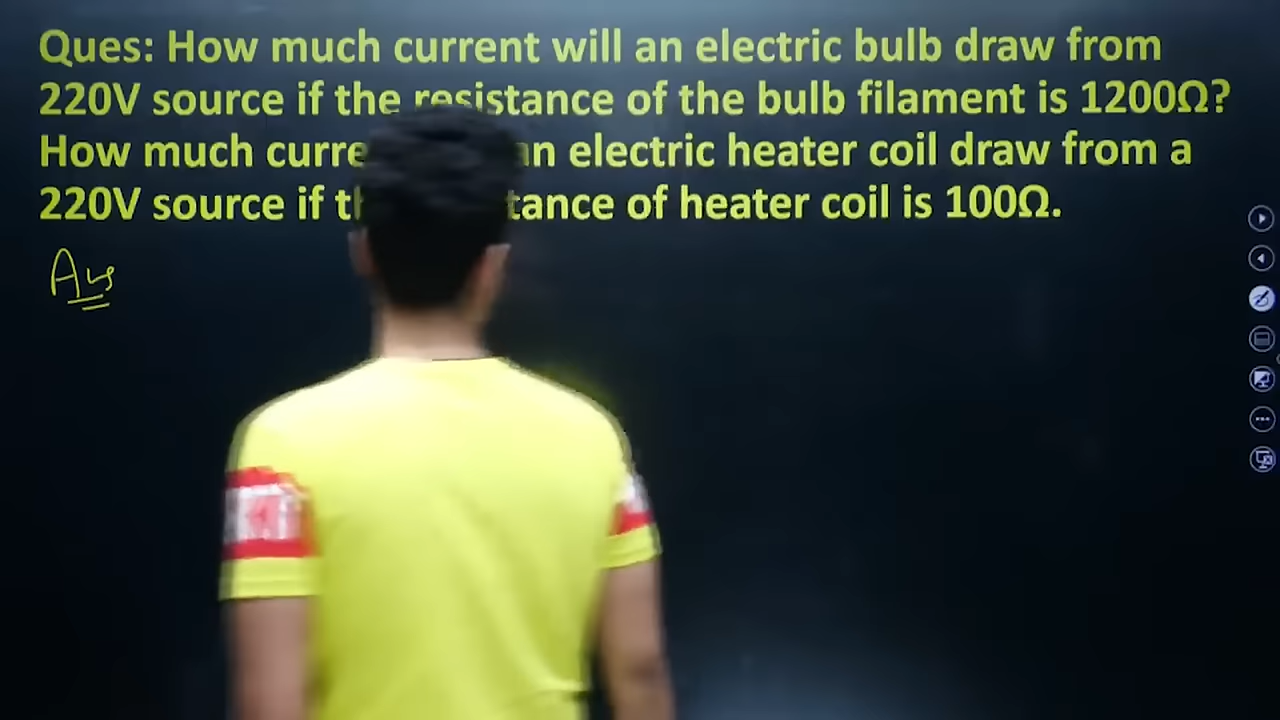 Ques: How much current will an electric bulb draw from
220V source if the resistance of the bulb filament is 1200Ω?
How much an electric heater coil draw from a
220V source if of heater coil is 100Ω.
Ans